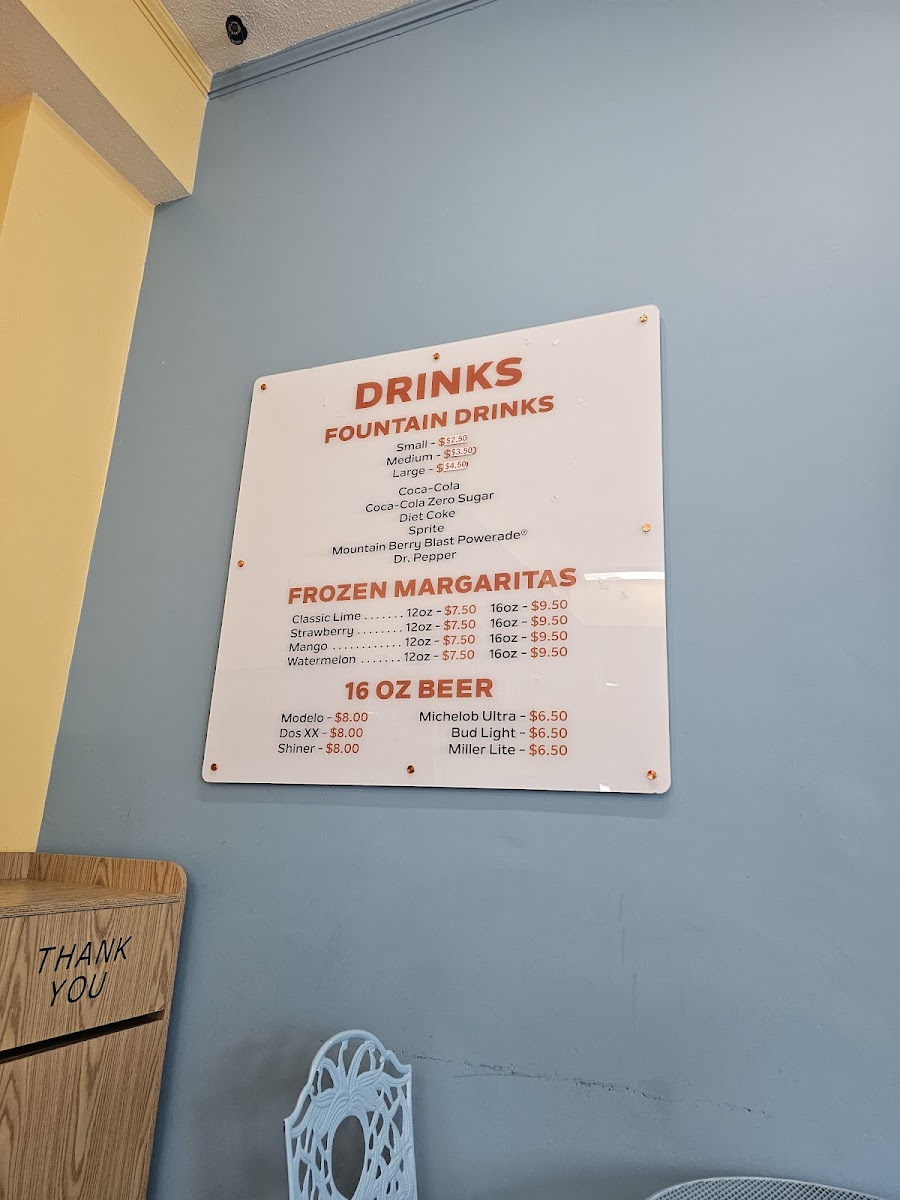 DRINKS
FOUNTAIN DRINKS
Small - $$2.50
Medium - $$3.50
Large - $$4.50
Coca-Cola
Coca-Cola Zero Sugar
Diet Coke
Sprite
Mountain Berry Blast Powerade®
Dr. Pepper
FROZEN MARGARITAS
Classic Lime ....... 12oz - $7.50 16oz - $9.50
Strawberry ........ 12oz - $7.50 16oz - $9.50
Mango ............ 12oz - $7.50 16oz - $9.50
Watermelon ....... 12oz - $7.50 16oz - $9.50
16 OZ BEER
Modelo - $8.00 Michelob Ultra - $6.50
Dos XX - $8.00 Bud Light - $6.50
Shiner - $8.00 Miller Lite - $6.50
THANK
YOU